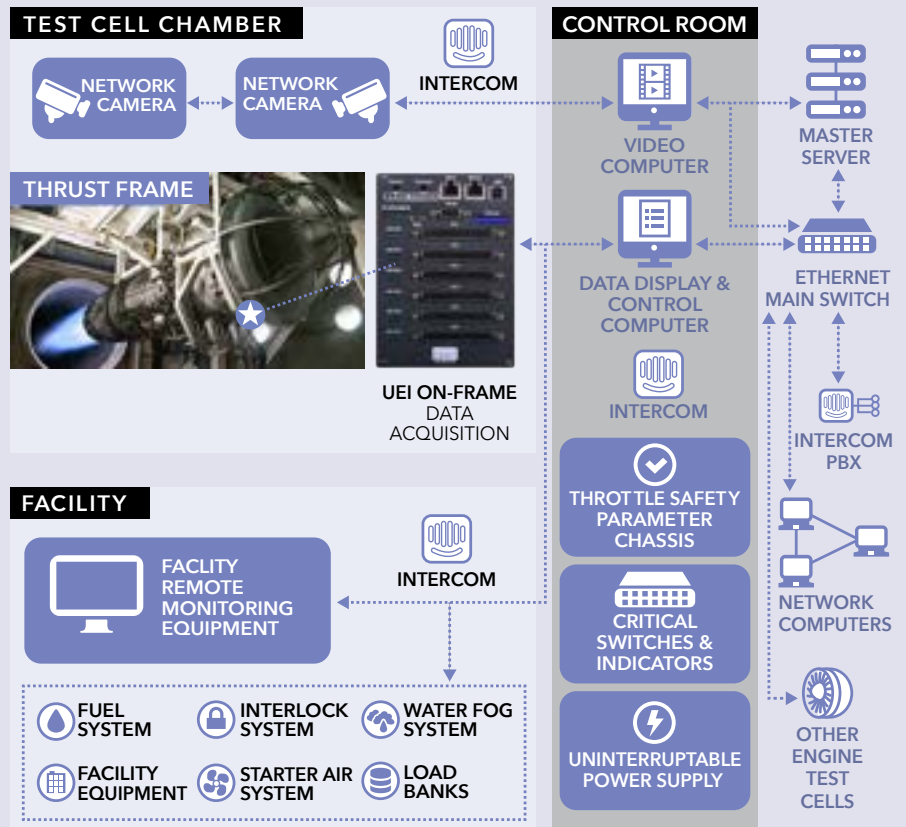 TEST CELL CHAMBER
NETWORK
CAMERA
NETWORK
CAMERA
INTERCOM
THRUST FRAME
UEI ON-FRAME
DATA
ACQUISITION
CONTROL ROOM
VIDEO
COMPUTER
DATA DISPLAY &
CONTROL
COMPUTER
INTERCOM
THROTTLE SAFETY
PARAMETER
CHASSIS
CRITICAL
SWITCHES &
INDICATORS
UNINTERRUPTABLE
POWER SUPPLY
MASTER
SERVER
ETHERNET
MAIN SWITCH
INTERCOM
PBX
NETWORK
COMPUTERS
OTHER
ENGINE
TEST
CELLS
FACILITY
FACLITY
REMOTE
MONITORING
EQUIPMENT
INTERCOM
FUEL
SYSTEM
INTERLOCK
SYSTEM
WATER FOG
SYSTEM
FACILITY
EQUIPMENT
STARTER AIR
SYSTEM
LOAD
BANKS